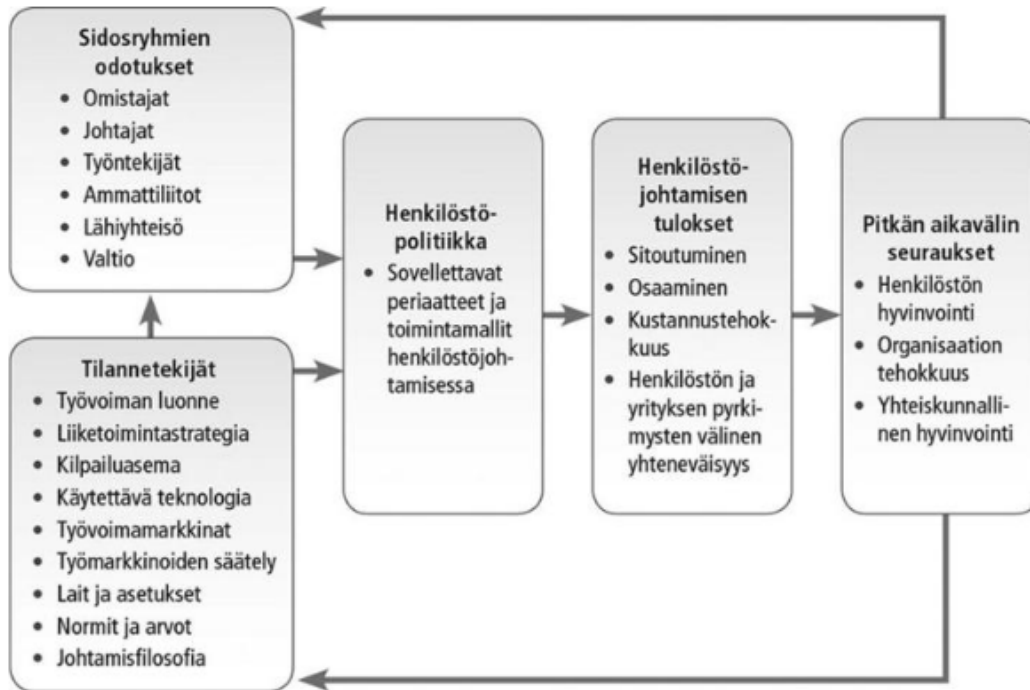 Sidosryhmien
odotukset
• Omistajat
• Johtajat
• Työntekijät
• Ammattiliitot
• Lähiyhteisö
• Valtio
Tilannetekijät
• Työvoiman luonne
• Liiketoimintastrategia
• Kilpailuasema
• Käytettävä teknologia
• Työvoimamarkkinat
• Työmarkkinoiden säätely
• Lait ja asetukset
• Normit ja arvot
• Johtamisfilosofia
Henkilöstö-
politiikka
• Sovellettavat
periaatteet ja
toimintamallit
henkilöstöjoh-
tamisessa
Henkilöstö-
johtamisen
tulokset
• Sitoutuminen
• Osaaminen
• Kustannustehok-
kuus
• Henkilöstön ja
yrityksen pyrki-
mysten välinen
yhteneväisyys
Pitkän aikavälin
seuraukset
• Henkilöstön
hyvinvointi
• Organisaation
tehokkuus
• Yhteiskunnalli-
nen hyvinvointi